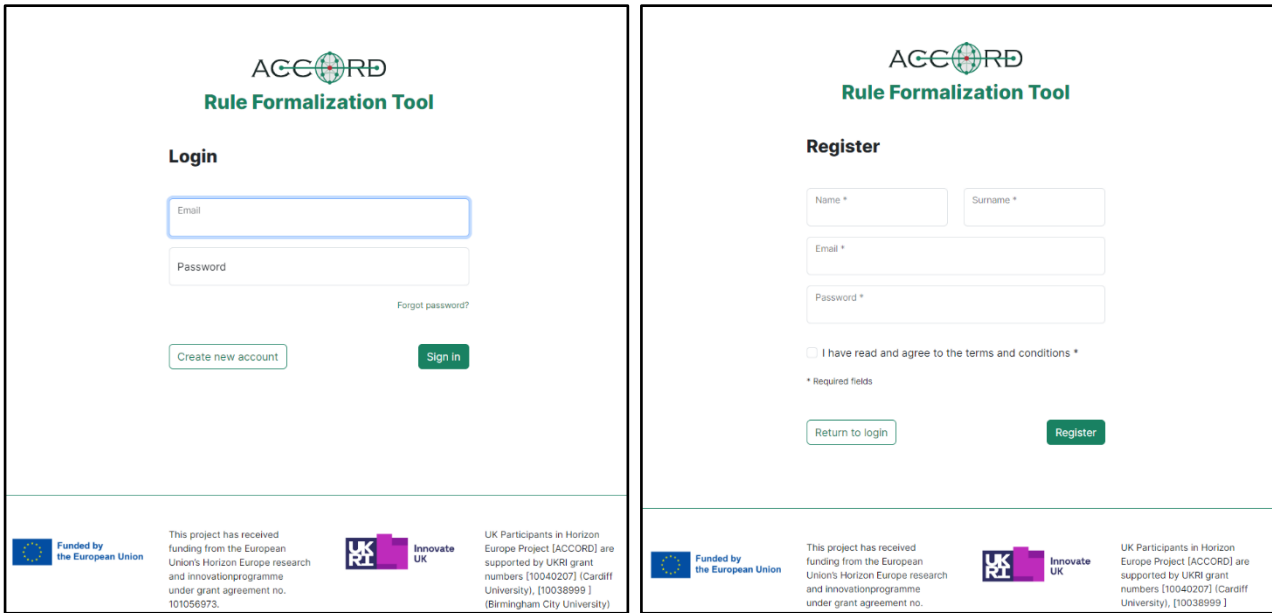 ACCORD
Rule Formalization Tool
Login
Email
Password
Forgot password?
Create new account
Sign in
Funded by
the European Union
This project has received
funding from the European
Union's Horizon Europe research
and innovationprogramme
under grant agreement no.
101056973.
UK
RI
Innovate
UK
UK Participants in Horizon
Europe Project [ACCORD] are
supported by UKRI grant
numbers [10040207] (Cardiff
University), [10038999 ]
(Birmingham City University)
ACCORD
Rule Formalization Tool
Register
Name *
Surname *
Email *
Password *
I have read and agree to the terms and conditions *
* Required fields
Return to login
Register
Funded by
the European Union
This project has received
funding from the European
Union's Horizon Europe research
and innovationprogramme
under grant agreement no.
UK
RI
Innovate
UK
UK Participants in Horizon
Europe Project [ACCORD] are
supported by UKRI grant
numbers [10040207] (Cardiff
University), [10038999 ]